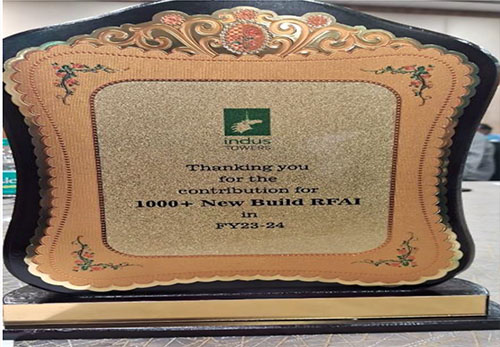 indus
TOWERS
Thanking you
for the
contribution for
1000+ New Build RFAI
in
FY23-24